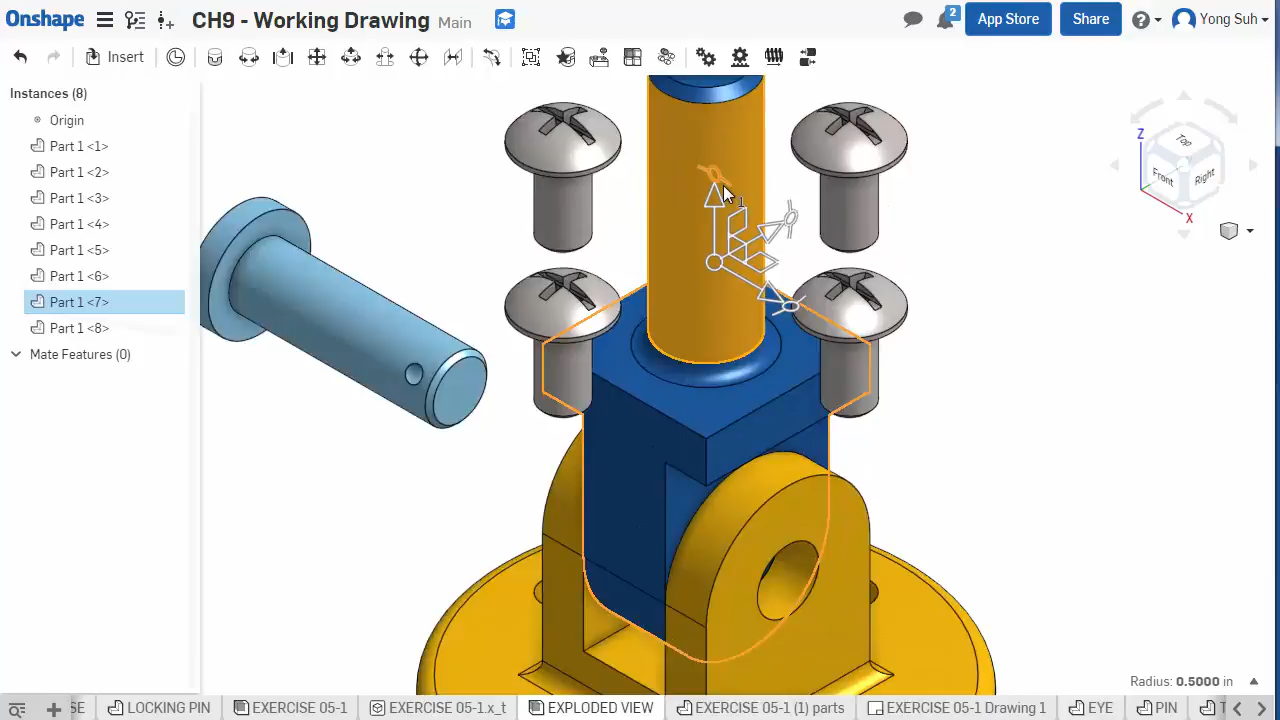 Onshape CH9 - Working Drawing Main 2 App Store Share Yong Suh
Insert
Instances (8)
Origin
Part 1 <1>
Part 1 <2>
Part 1 <3>
Part 1 <4>
Part 1 <5>
Part 1 <6>
Part 1 <7>
Part 1 <8>
Mate Features (0)
Z
Top
Front Right
X
1
Radius: 0.5000 in
SE LOCKING PIN EXERCISE 05-1 EXERCISE 05-1.x_t EXPLODED VIEW EXERCISE 05-1 (1) parts EXERCISE 05-1 Drawing 1 EYE PIN T